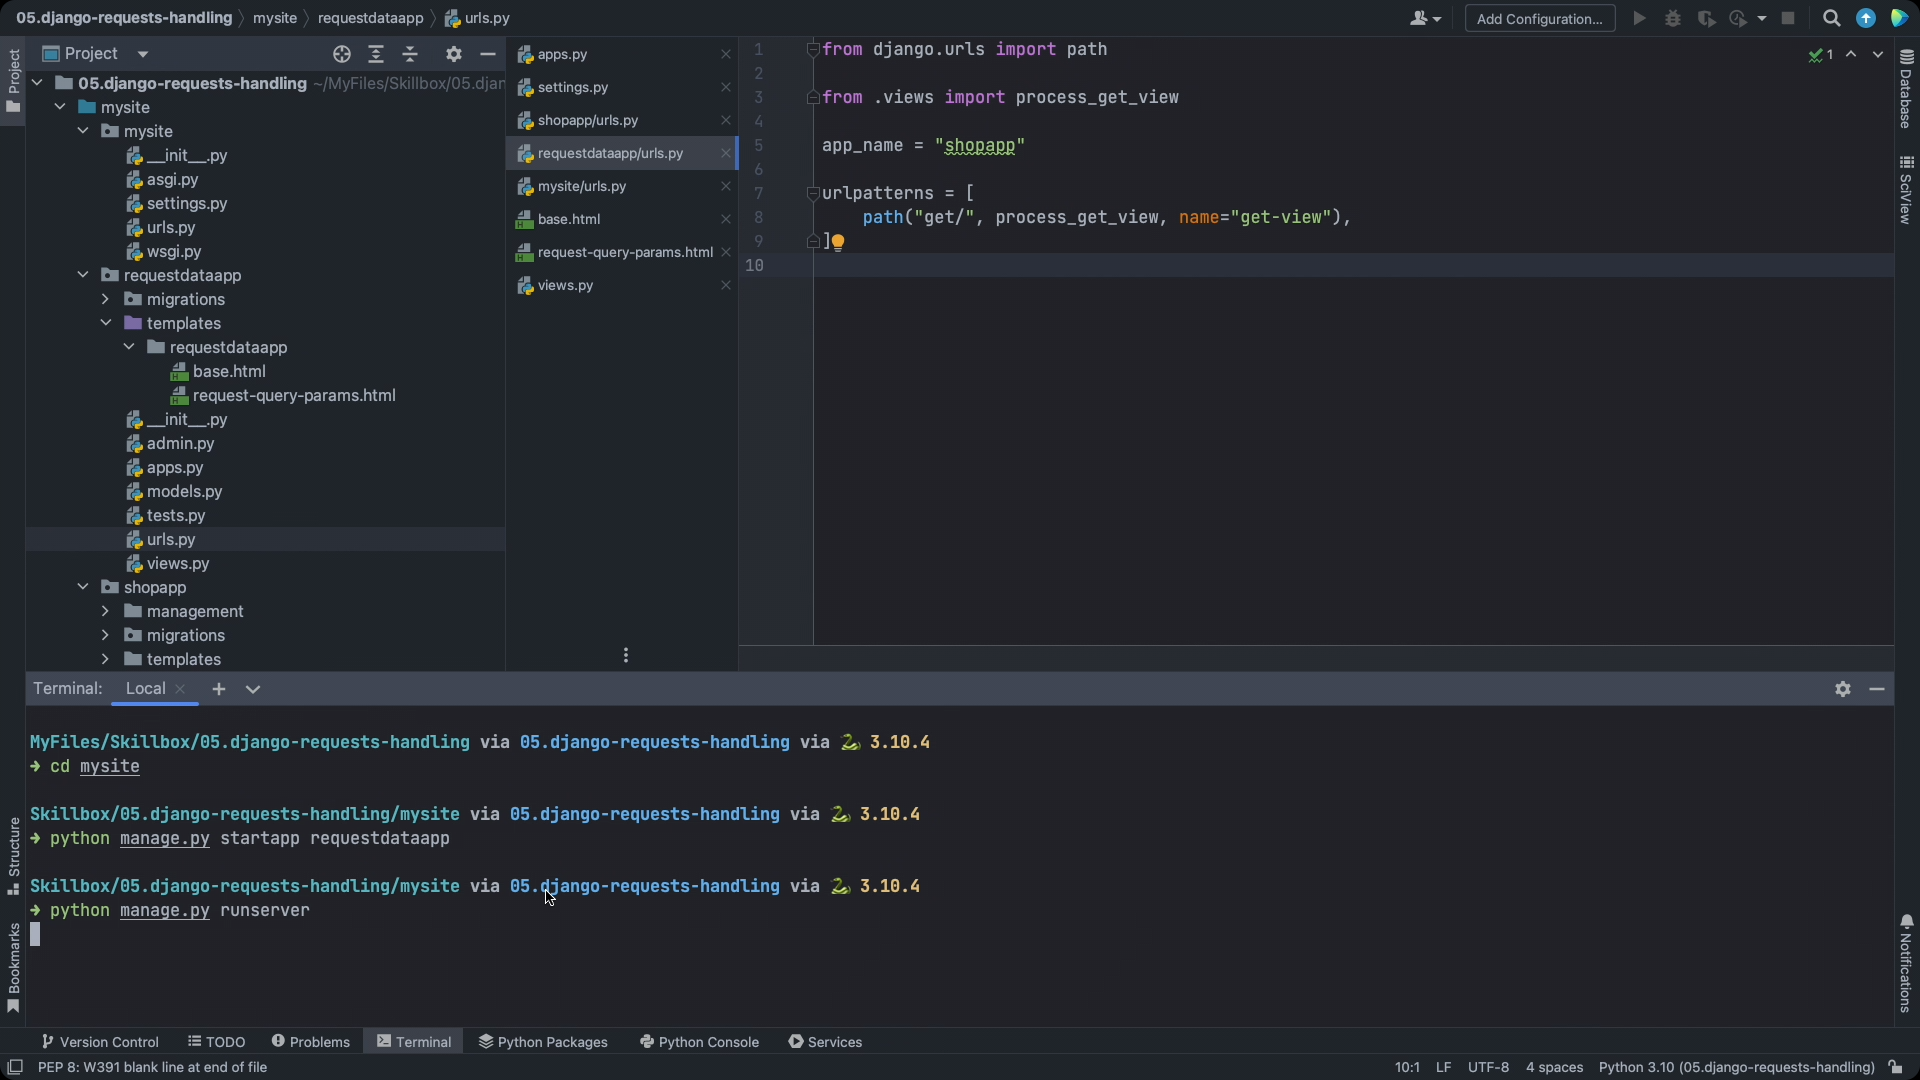 05.django-requests-handling mysite requestdataapp urls.py
Add Configuration...
Project
Project
05.django-requests-handling ~/MyFiles/Skillbox/05.djan
mysite
mysite
__init__.py
asgi.py
settings.py
urls.py
wsgi.py
requestdataapp
migrations
templates
requestdataapp
base.html
request-query-params.html
__init__.py
admin.py
apps.py
models.py
tests.py
urls.py
views.py
shopapp
management
migrations
templates
apps.py
settings.py
shopapp/urls.py
requestdataapp/urls.py
mysite/urls.py
base.html
request-query-params.html
views.py
1 from django.urls import path
2
3 from .views import process_get_view
4
5 app_name = "shopapp"
6
7 urlpatterns = [
8 path("get/", process_get_view, name="get-view"),
9 ]
10
1
Database
SciView
Notifications
Structure
Bookmarks
Terminal: Local
MyFiles/Skillbox/05.django-requests-handling via 05.django-requests-handling via 🐍 3.10.4
→ cd mysite
Skillbox/05.django-requests-handling/mysite via 05.django-requests-handling via 🐍 3.10.4
→ python manage.py startapp requestdataapp
Skillbox/05.django-requests-handling/mysite via 05.django-requests-handling via 🐍 3.10.4
→ python manage.py runserver
Version Control TODO Problems Terminal Python Packages Python Console Services
PEP 8: W391 blank line at end of file
10:1 LF UTF-8 4 spaces Python 3.10 (05.django-requests-handling)